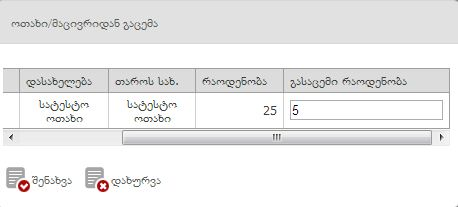 ოთახი/მაცივრიდან გაცემა
დასახელება თაროს სახ. რაოდენობა გასაცემი რაოდენობა
სატესტო ოთახი სატესტო ოთახი 25 5
შენახვა დახურვა